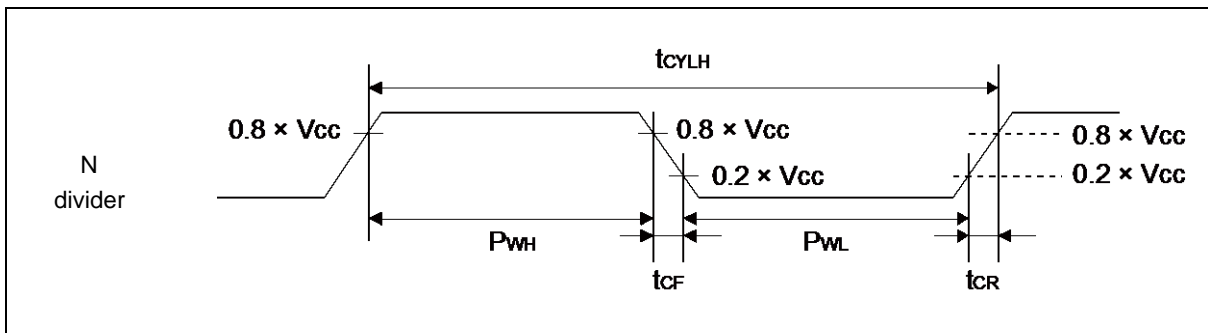 tCYLH
0.8 × Vcc
0.8 × Vcc
0.8 × Vcc
0.2 × Vcc
0.2 × Vcc
N
divider
PWH
PWL
tCF
tCR